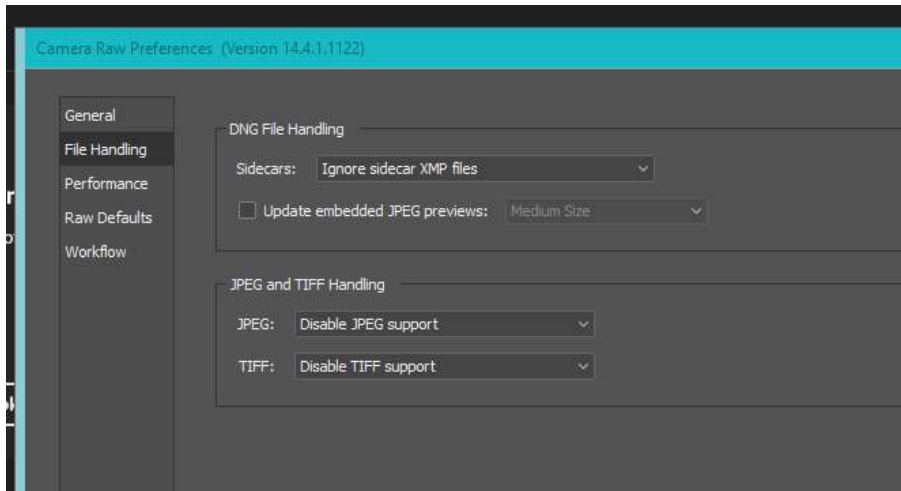 Camera Raw Preferences (Version 14.4.1.1122)
General
File Handling
Performance
Raw Defaults
Workflow
DNG File Handling
Sidecars: Ignore sidecar XMP files
Update embedded JPEG previews: Medium Size
JPEG and TIFF Handling
JPEG: Disable JPEG support
TIFF: Disable TIFF support